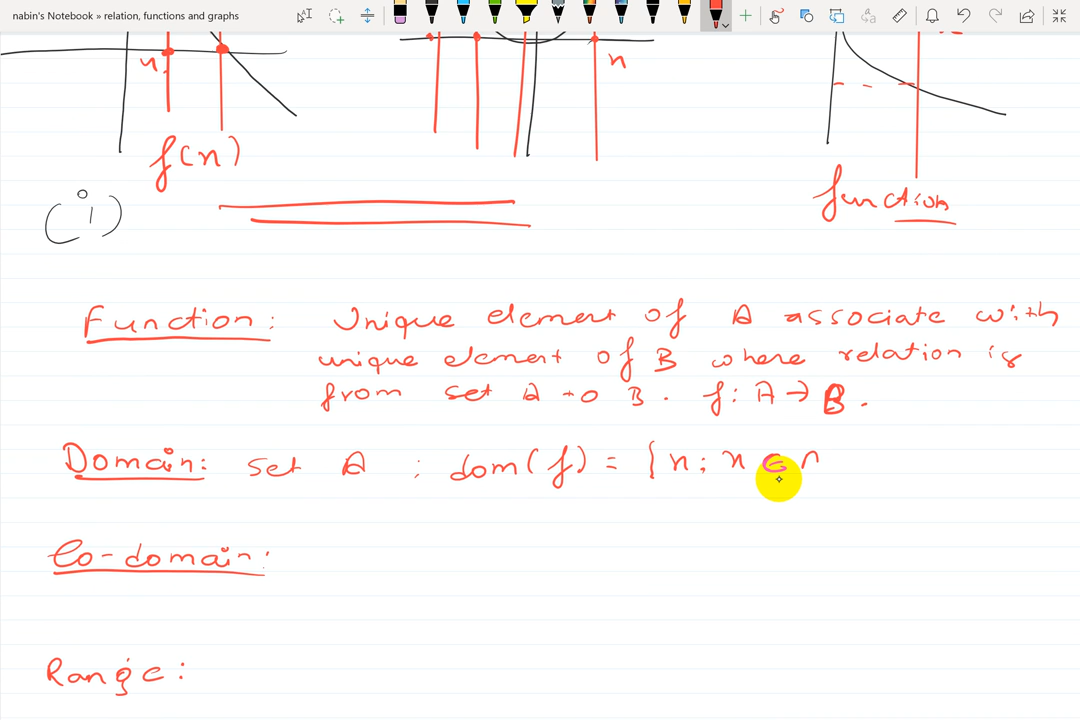 nabin's Notebook » relation, functions and graphs
x₁
n
f(n)
(i)
function
Function: Unique element of A associate with
unique element of B where relation is
from set A to B. f: A → B.
Domain: set A ; dom(f) = {n : n ∈
Co-domain:
Range: